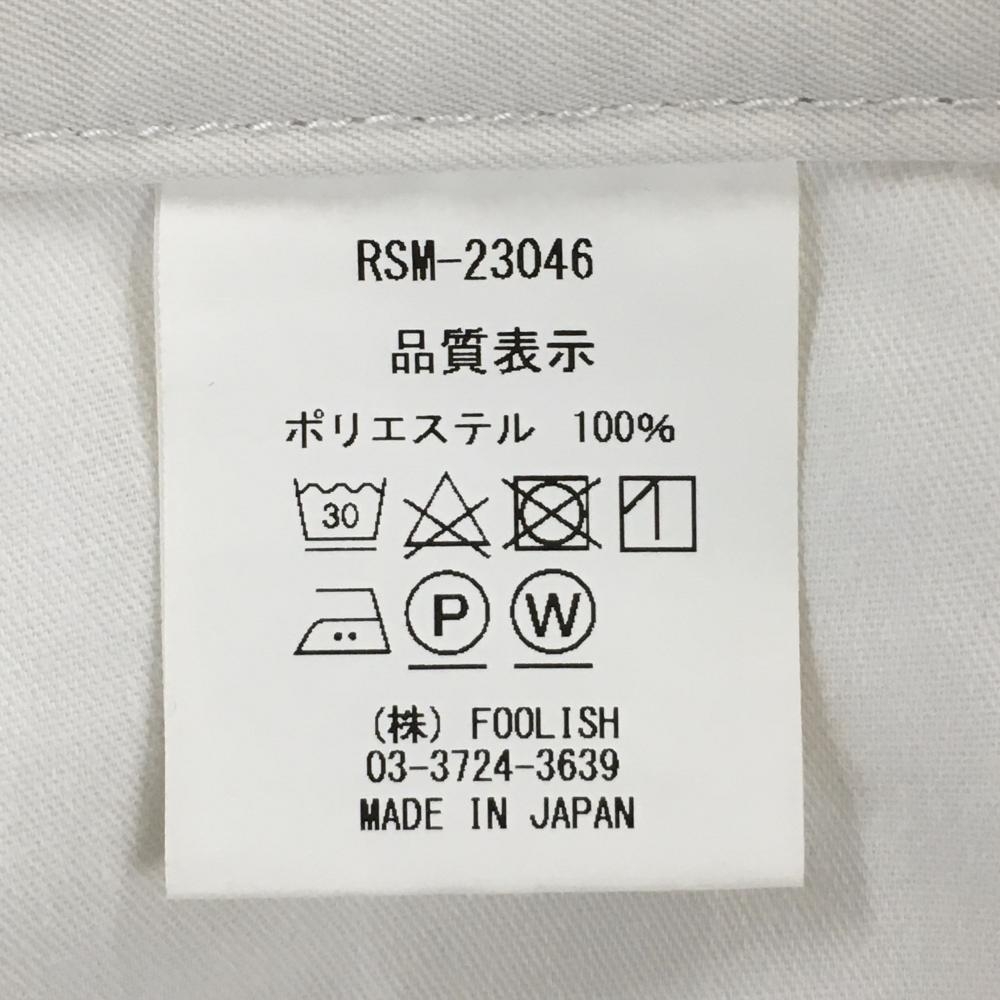 RSM-23046
品質表示
ポリエステル 100%
30
P W
(株) FOOLISH
03-3724-3639
MADE IN JAPAN